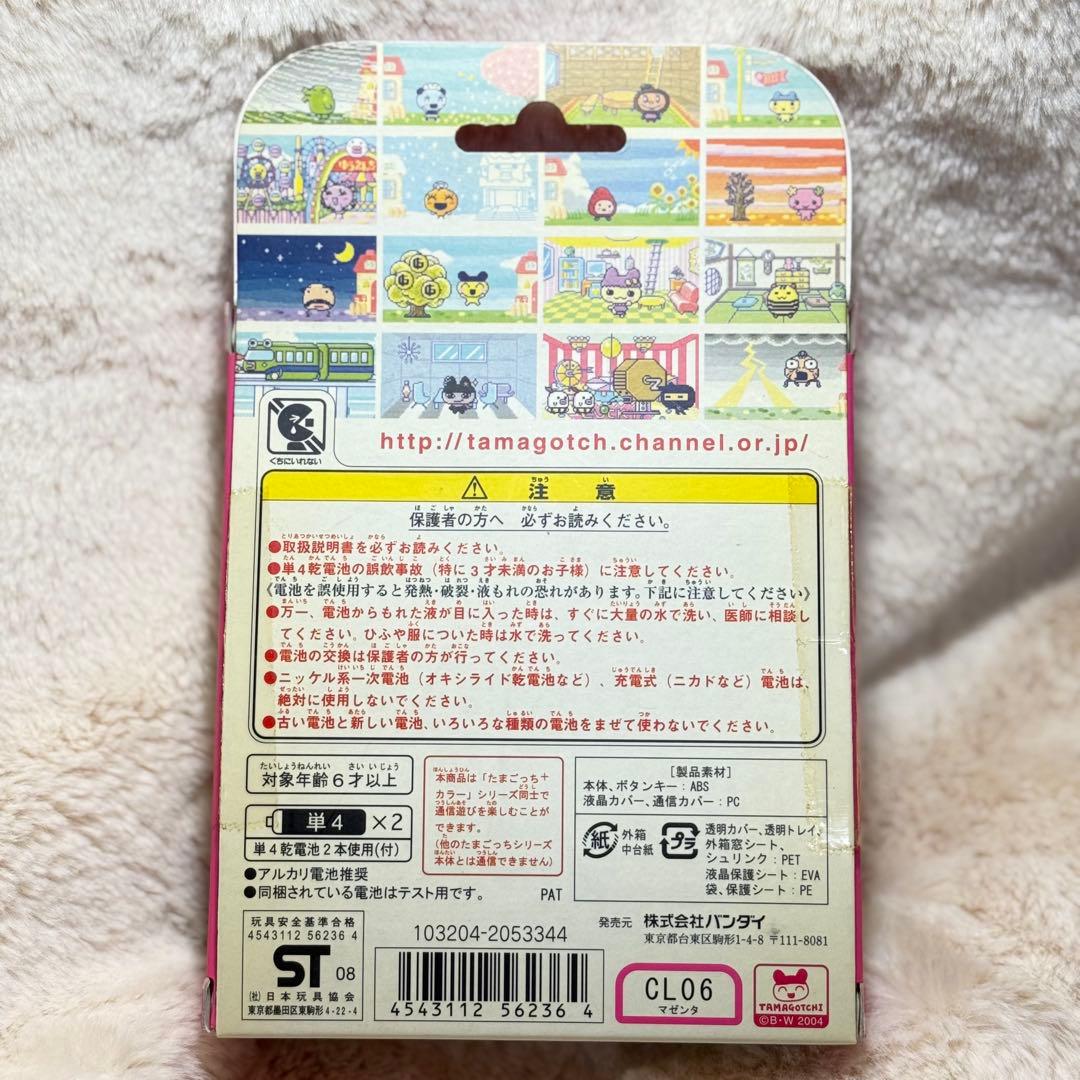 ゆうえんち
くちにいれない
http://tamagotch.channel.or.jp/
注意
保護者の方へ 必ずお読みください。
●取扱説明書を必ずお読みください。
●単4乾電池の誤飲事故(特に3才未満のお子様)に注意してください。
《電池を誤使用すると発熱・破裂・液もれの恐れがあります。下記に注意してください》
●万一、電池からもれた液が目に入った時は、すぐに大量の水で洗い、医師に相談し
てください。ひふや服についた時は水で洗ってください。
●電池の交換は保護者の方が行ってください。
●ニッケル系一次電池(オキシライド乾電池など)、充電式(ニカドなど)電池は、
絶対に使用しないでください。
●古い電池と新しい電池、いろいろな種類の電池をまぜて使わないでください。
対象年齢6才以上
単4 ×2
単4乾電池2本使用(付)
●アルカリ電池推奨
●同梱されている電池はテスト用です。
本商品は「たまごっち+
カラー」シリーズ同士で
通信遊びを楽しむことが
できます。
(他のたまごっちシリーズ
本体とは通信できません)
PAT
[製品素材]
本体、ボタンキー:ABS
液晶カバー、通信カバー:PC
紙 外箱
中台紙
プラ 透明カバー、透明トレイ、
外箱窓シート、
シュリンク:PET
液晶保護シート:EVA
袋、保護シート:PE
玩具安全基準合格
4543112 56236 4
ST 08
(社)日本玩具協会
東京都墨田区東駒形4-22-4
103204-2053344
4 543112 562364
発売元 株式会社バンダイ
東京都台東区駒形1-4-8 〒111-8081
CL06
マゼンタ
TAMAGOTCHI
©B・W 2004